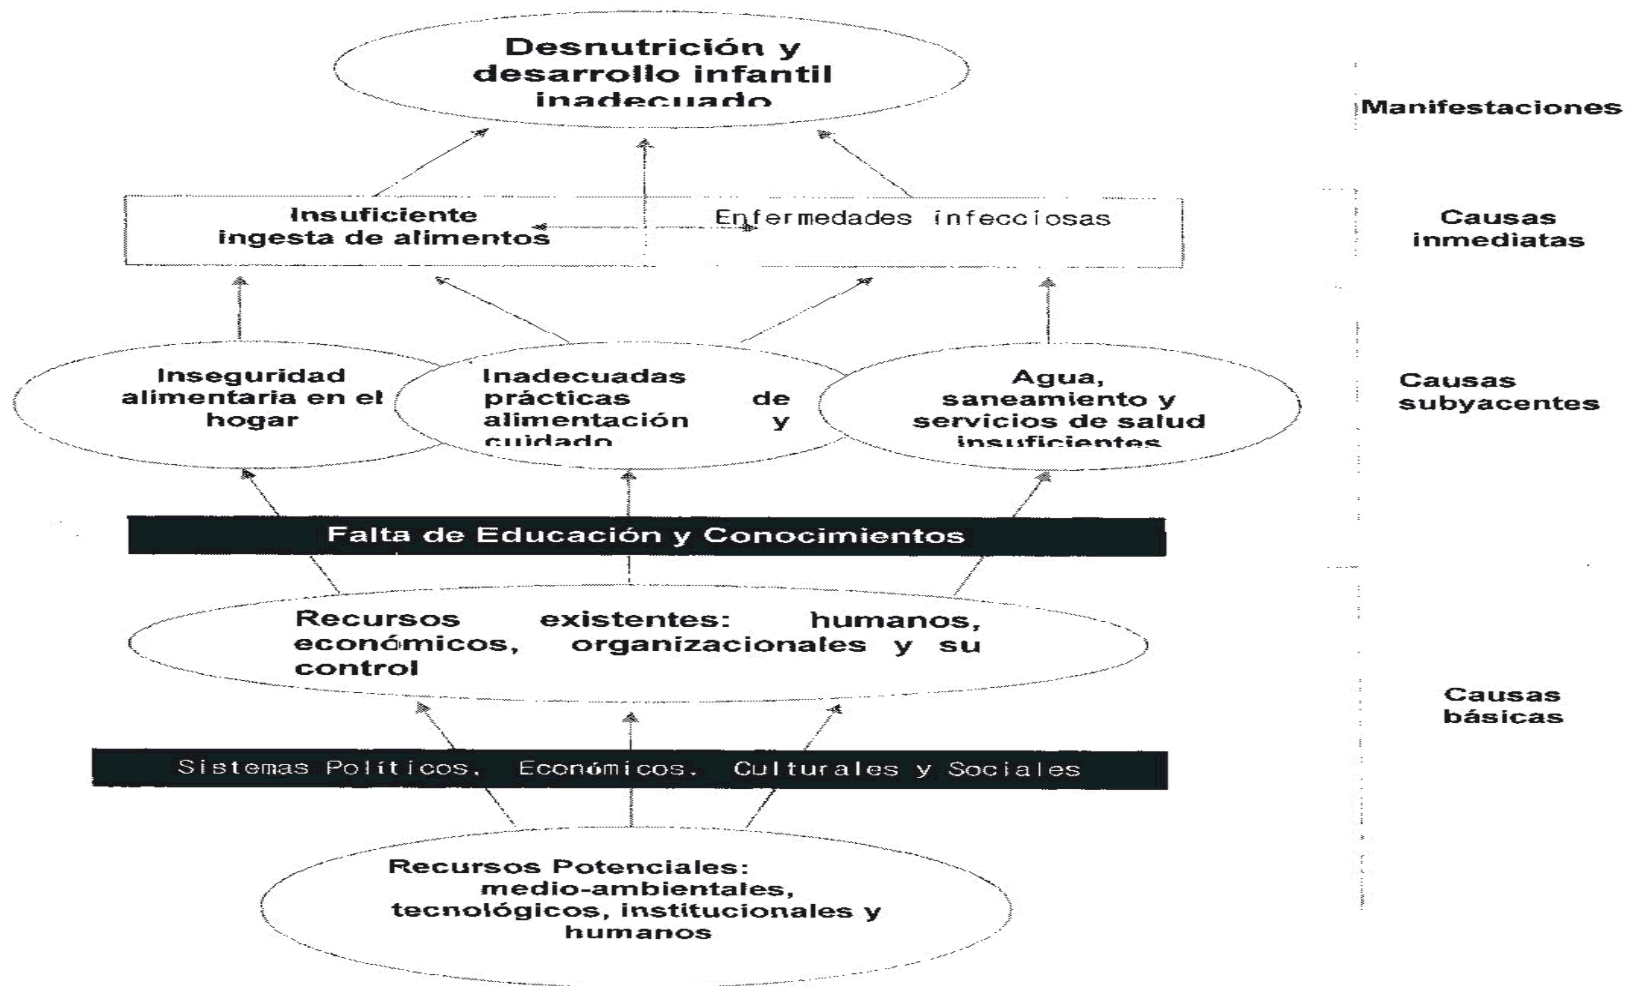 Desnutrición y
desarrollo infantil
inadecuado
Manifestaciones
Insuficiente
ingesta de alimentos
Enfermedades infecciosas
Causas
inmediatas
Inseguridad
alimentaria en el
hogar
Inadecuadas
prácticas de
alimentación y
cuidado
Agua,
saneamiento y
servicios de salud
insuficientes
Causas
subyacentes
Falta de Educación y Conocimientos
Recursos existentes: humanos,
económicos, organizacionales y su
control
Causas
básicas
Sistemas Políticos. Económicos. Culturales y Sociales
Recursos Potenciales:
medio-ambientales,
tecnológicos, institucionales y
humanos